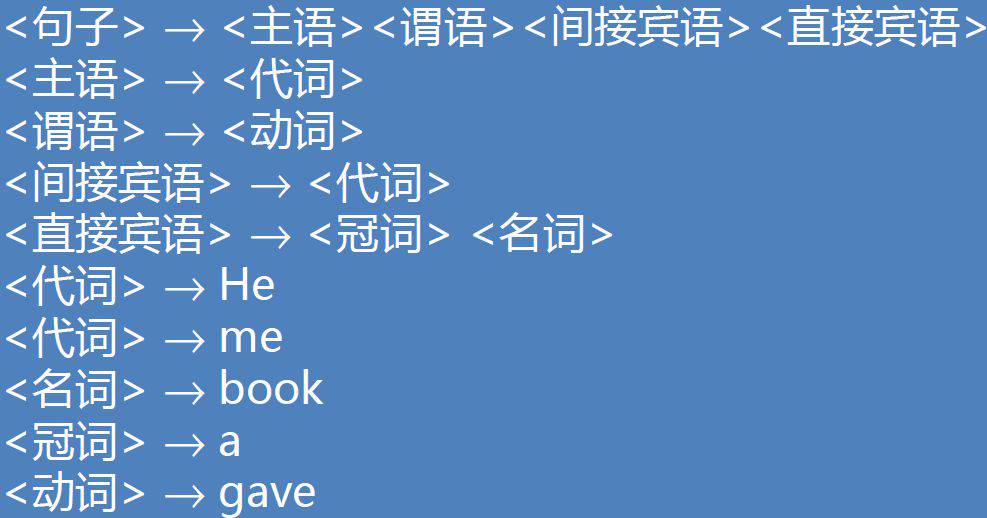 <句子> → <主语><谓语><间接宾语><直接宾语>
<主语> → <代词>
<谓语> → <动词>
<间接宾语> → <代词>
<直接宾语> → <冠词> <名词>
<代词> → He
<代词> → me
<名词> → book
<冠词> → a
<动词> → gave